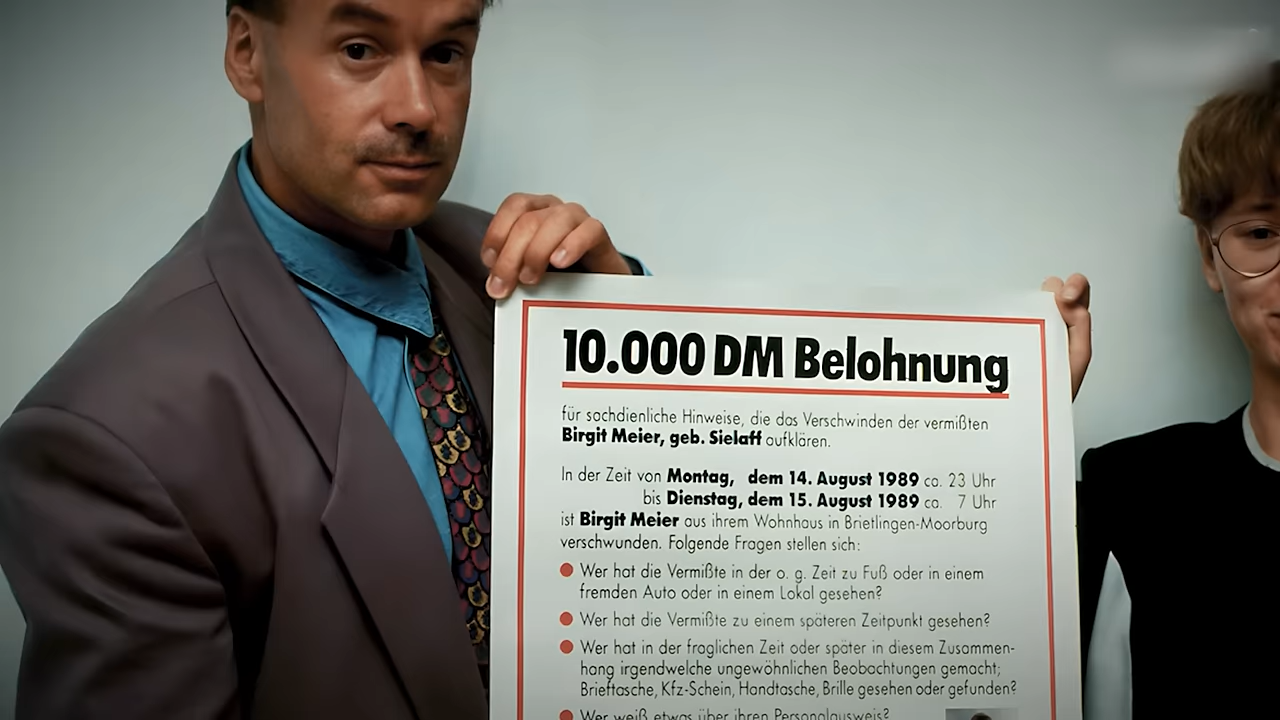 10.000 DM Belohnung
für sachdienliche Hinweise, die das Verschwinden der vermißten
Birgit Meier, geb. Sielaff aufklären.
In der Zeit von Montag, dem 14. August 1989 ca. 23 Uhr
bis Dienstag, dem 15. August 1989 ca. 7 Uhr
ist Birgit Meier aus ihrem Wohnhaus in Brietlingen-Moorburg
verschwunden. Folgende Fragen stellen sich:
Wer hat die Vermißte in der o. g. Zeit zu Fuß oder in einem
fremden Auto oder in einem Lokal gesehen?
Wer hat die Vermißte zu einem späteren Zeitpunkt gesehen?
Wer hat in der fraglichen Zeit oder später in diesem Zusammen-
hang irgendwelche ungewöhnlichen Beobachtungen gemacht;
Brieftasche, Kfz-Schein, Handtasche, Brille gesehen oder gefunden?
Wer weiß etwas über ihren Personalausweis?